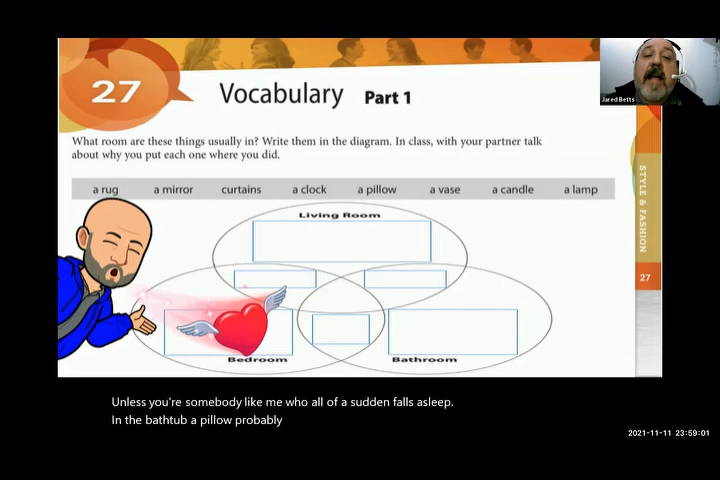 27
Vocabulary Part 1
Jared Betts
What room are these things usually in? Write them in the diagram. In class, with your partner talk
about why you put each one where you did.
a rug a mirror curtains a clock a pillow a vase a candle a lamp
STYLE & FASHION
Living Room
27
Bedroom
Bathroom
Unless you're somebody like me who all of a sudden falls asleep.
In the bathtub a pillow probably
2021-11-11 23:59:01